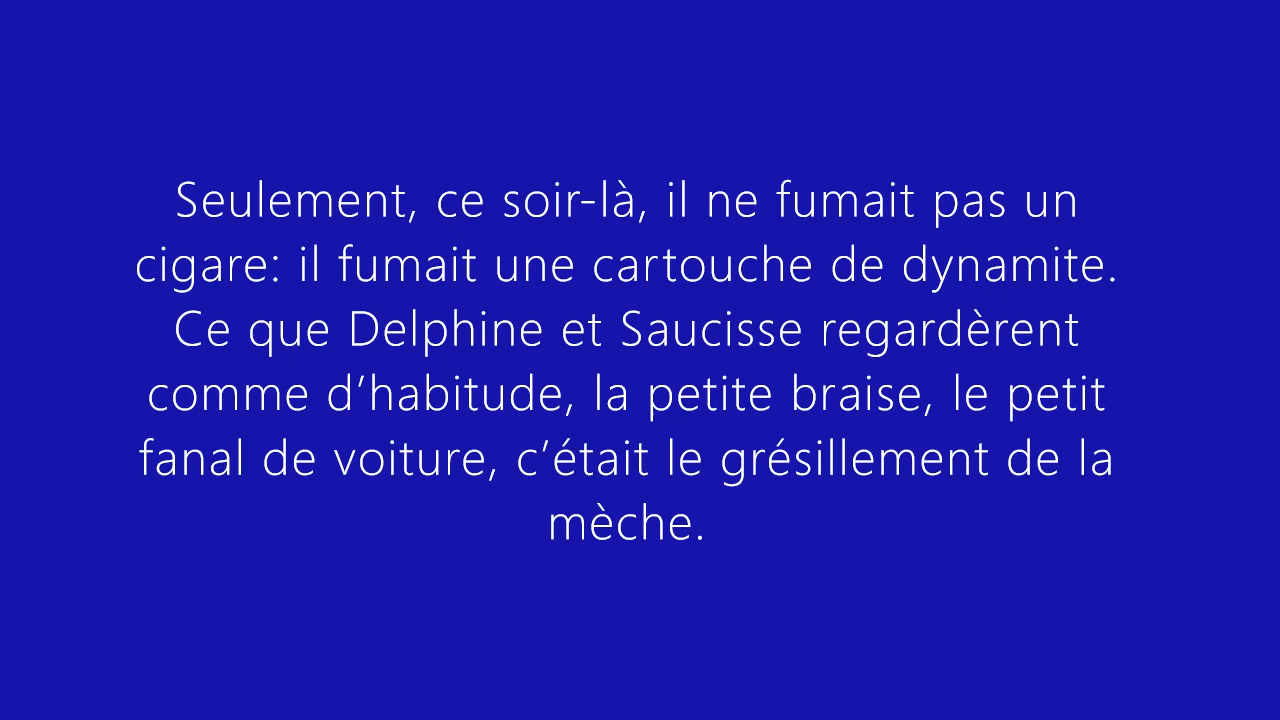 Seulement, ce soir-là, il ne fumait pas un
cigare: il fumait une cartouche de dynamite.
Ce que Delphine et Saucisse regardèrent
comme d’habitude, la petite braise, le petit
fanal de voiture, c’était le grésillement de la
mèche.